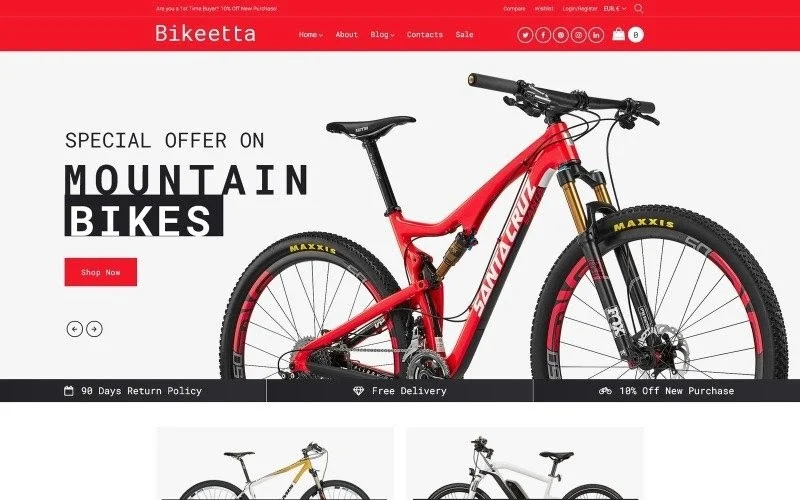 Are you a 1st Time Buyer? 10% Off New Purchase!
Compare Wishlist Login/Register EUR, €
Bikeetta
Home About Blog Contacts Sale
0
SPECIAL OFFER ON
MOUNTAIN
BIKES
Shop Now
MAXXIS
MAXXIS
SANTA CRUZ
FOX
90 Days Return Policy
Free Delivery
10% Off New Purchase